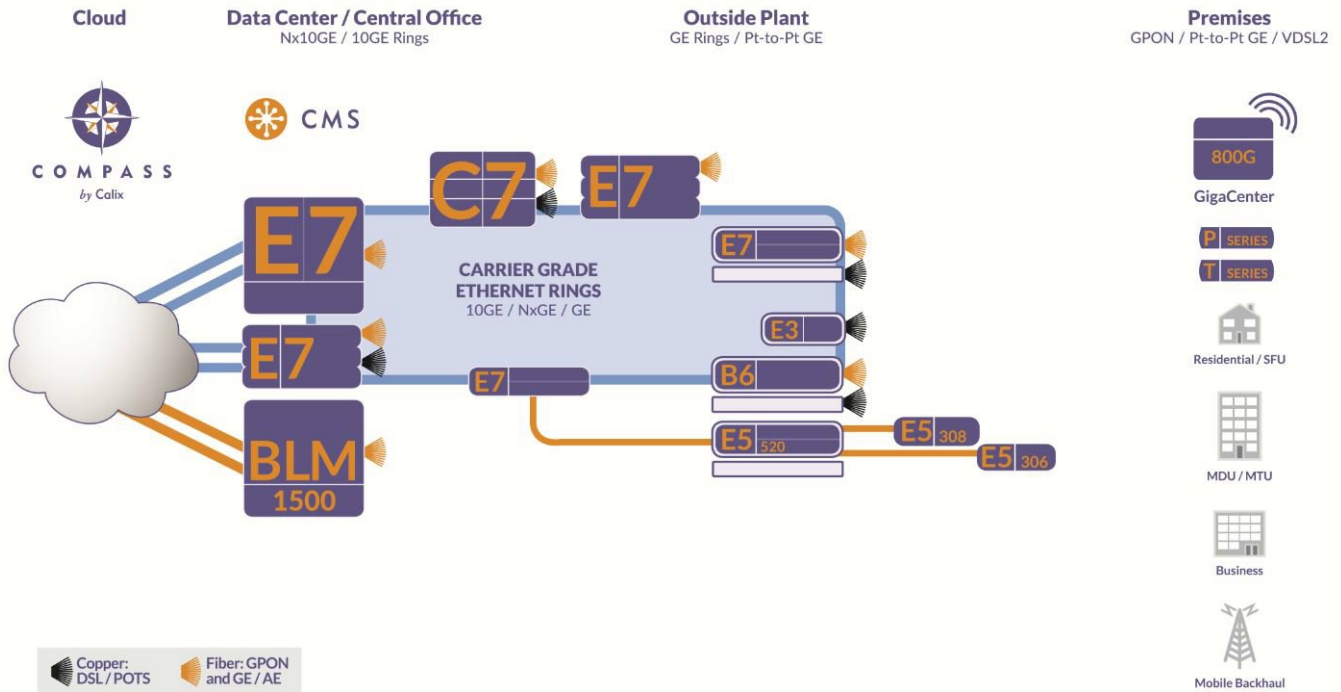 Cloud
Data Center / Central Office
Nx10GE / 10GE Rings
Outside Plant
GE Rings / Pt-to-Pt GE
Premises
GPON / Pt-to-Pt GE / VDSL2
COMPASS
by Calix
CMS
C7
E7
800G
GigaCenter
E7
E7
P SERIES
T SERIES
CARRIER GRADE
ETHERNET RINGS
10GE / NxGE / GE
E3
Residential / SFU
E7
E7
B6
BLM
1500
E5 520
E5 308
E5 306
MDU / MTU
Business
Copper:
DSL / POTS
Fiber: GPON
and GE / AE
Mobile Backhaul